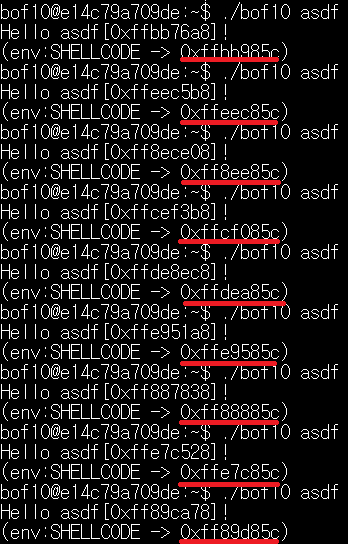 bof10@e14c79a709de:~$ ./bof10 asdf
Hello asdf[0xffbb76a8]!
(env:SHELLCODE -> 0xffbb985c)
bof10@e14c79a709de:~$ ./bof10 asdf
Hello asdf[0xffeec5b8]!
(env:SHELLCODE -> 0xffeec85c)
bof10@e14c79a709de:~$ ./bof10 asdf
Hello asdf[0xff8ece08]!
(env:SHELLCODE -> 0xff8ee85c)
bof10@e14c79a709de:~$ ./bof10 asdf
Hello asdf[0xffcef3b8]!
(env:SHELLCODE -> 0xffcf085c)
bof10@e14c79a709de:~$ ./bof10 asdf
Hello asdf[0xffde8ec8]!
(env:SHELLCODE -> 0xffdea85c)
bof10@e14c79a709de:~$ ./bof10 asdf
Hello asdf[0xffe951a8]!
(env:SHELLCODE -> 0xffe9585c)
bof10@e14c79a709de:~$ ./bof10 asdf
Hello asdf[0xff887838]!
(env:SHELLCODE -> 0xff88885c)
bof10@e14c79a709de:~$ ./bof10 asdf
Hello asdf[0xffe7c528]!
(env:SHELLCODE -> 0xffe7c85c)
bof10@e14c79a709de:~$ ./bof10 asdf
Hello asdf[0xff89ca78]!
(env:SHELLCODE -> 0xff89d85c)